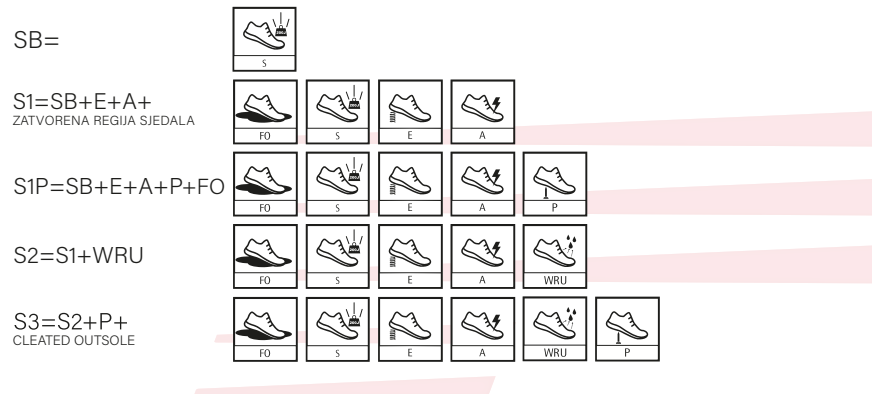 SB=
S
S1=SB+E+A+
ZATVORENA REGIJA SJEDALA
FO S E A
S1P=SB+E+A+P+FO
FO S E A P
S2=S1+WRU
FO S E A WRU
S3=S2+P+
CLEATED OUTSOLE
FO S E A WRU P